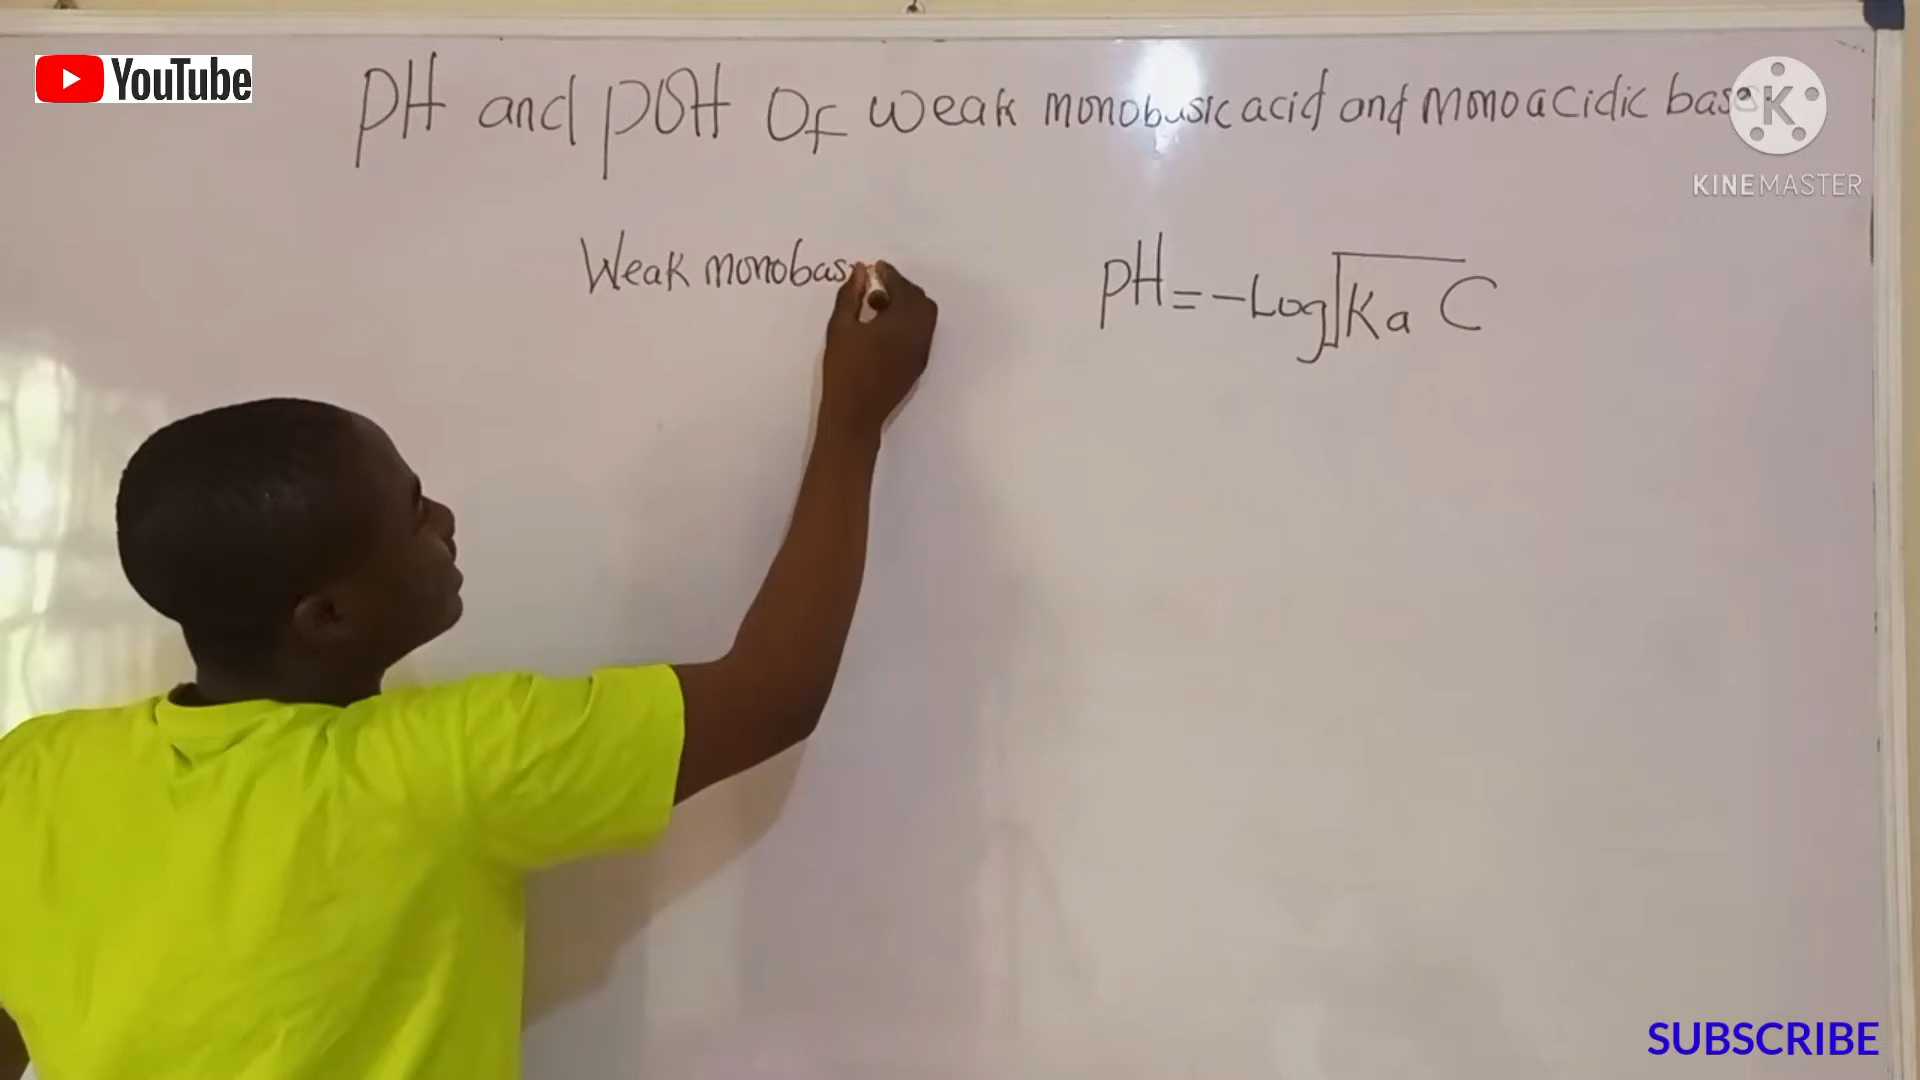 YouTube
pH and pOH Of weak monobasic acid and monoacidic base
KINEMASTER
Weak monobas
pH = -Log√Ka C
SUBSCRIBE